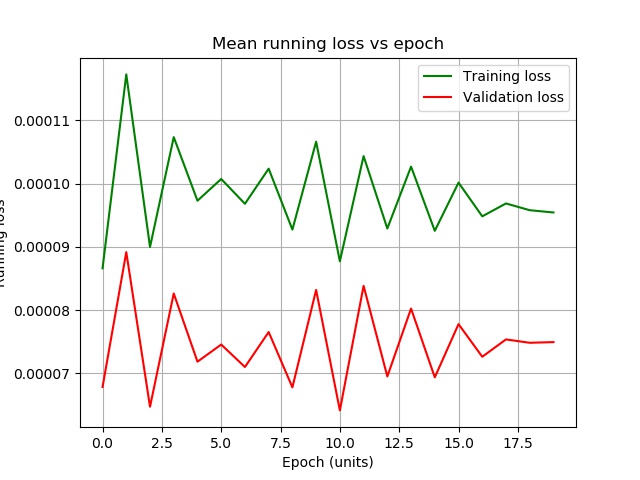 Mean running loss vs epoch
Training loss
Validation loss
0.00011
0.00010
0.00009
0.00008
0.00007
Running loss
0.0 2.5 5.0 7.5 10.0 12.5 15.0 17.5
Epoch (units)